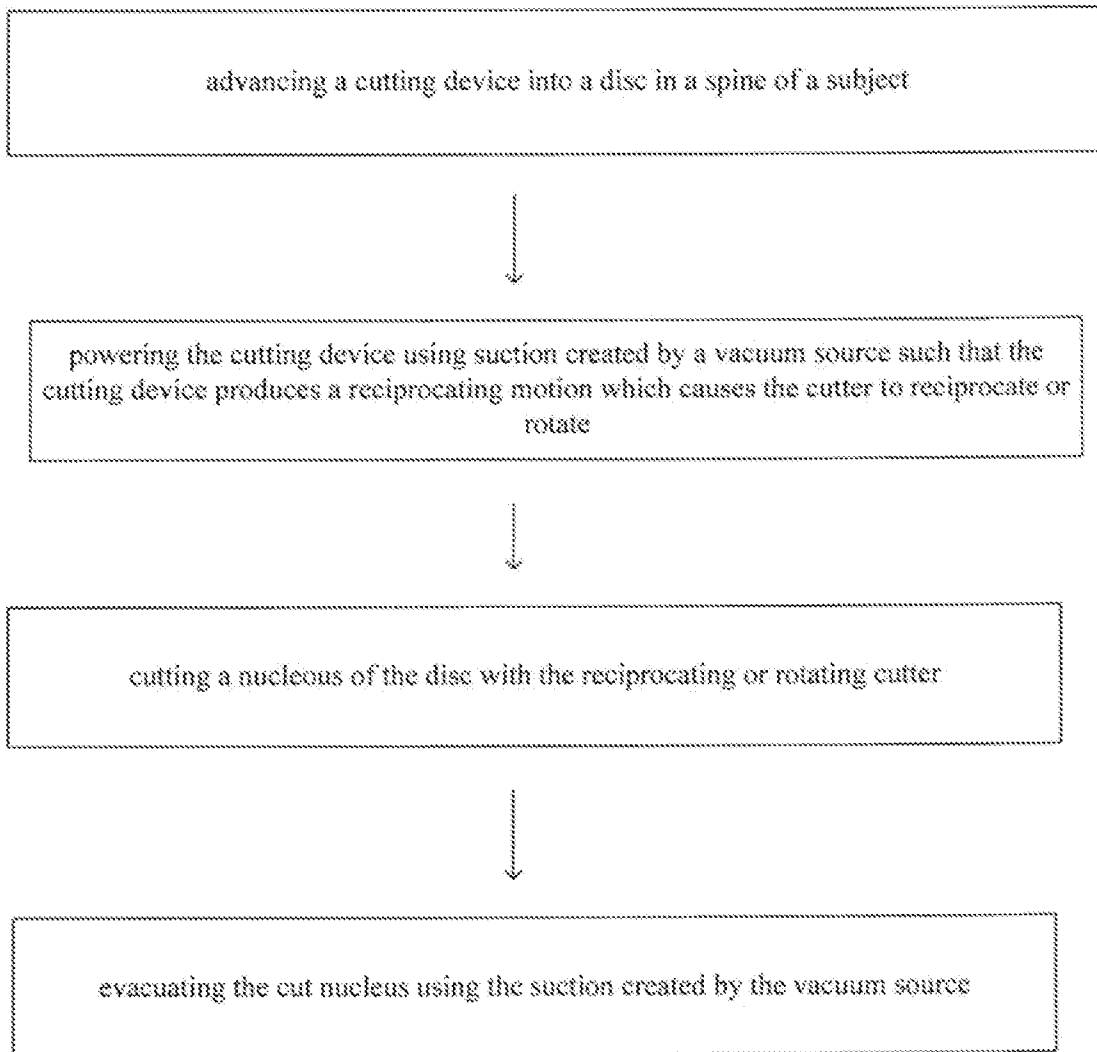 advancing a cutting device into a disc in a spine of a subject
powering the cutting device using suction created by a vacuum source such that the
cutting device produces a reciprocating motion which causes the cutter to reciprocate or
rotate
cutting a nucleous of the disc with the reciprocating or rotating cutter
evacuating the cut nucleus using the suction created by the vacuum source